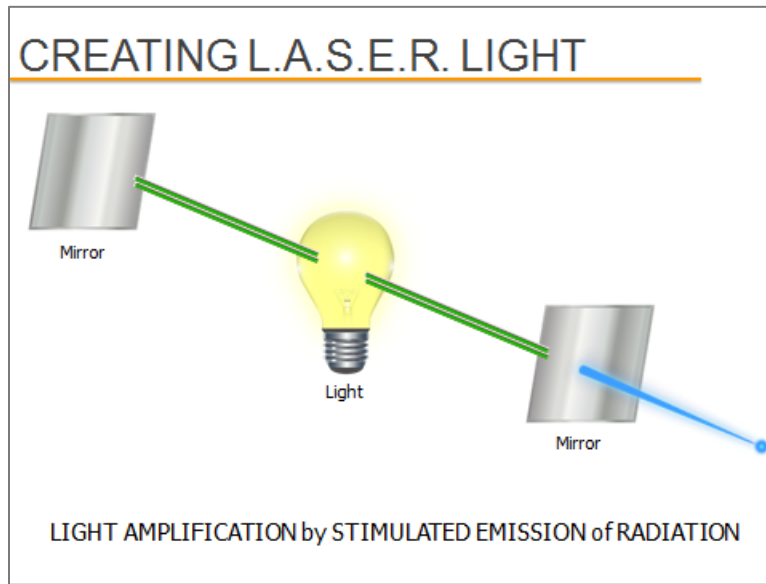 CREATING L.A.S.E.R. LIGHT
Mirror
Light
Mirror
LIGHT AMPLIFICATION by STIMULATED EMISSION of RADIATION